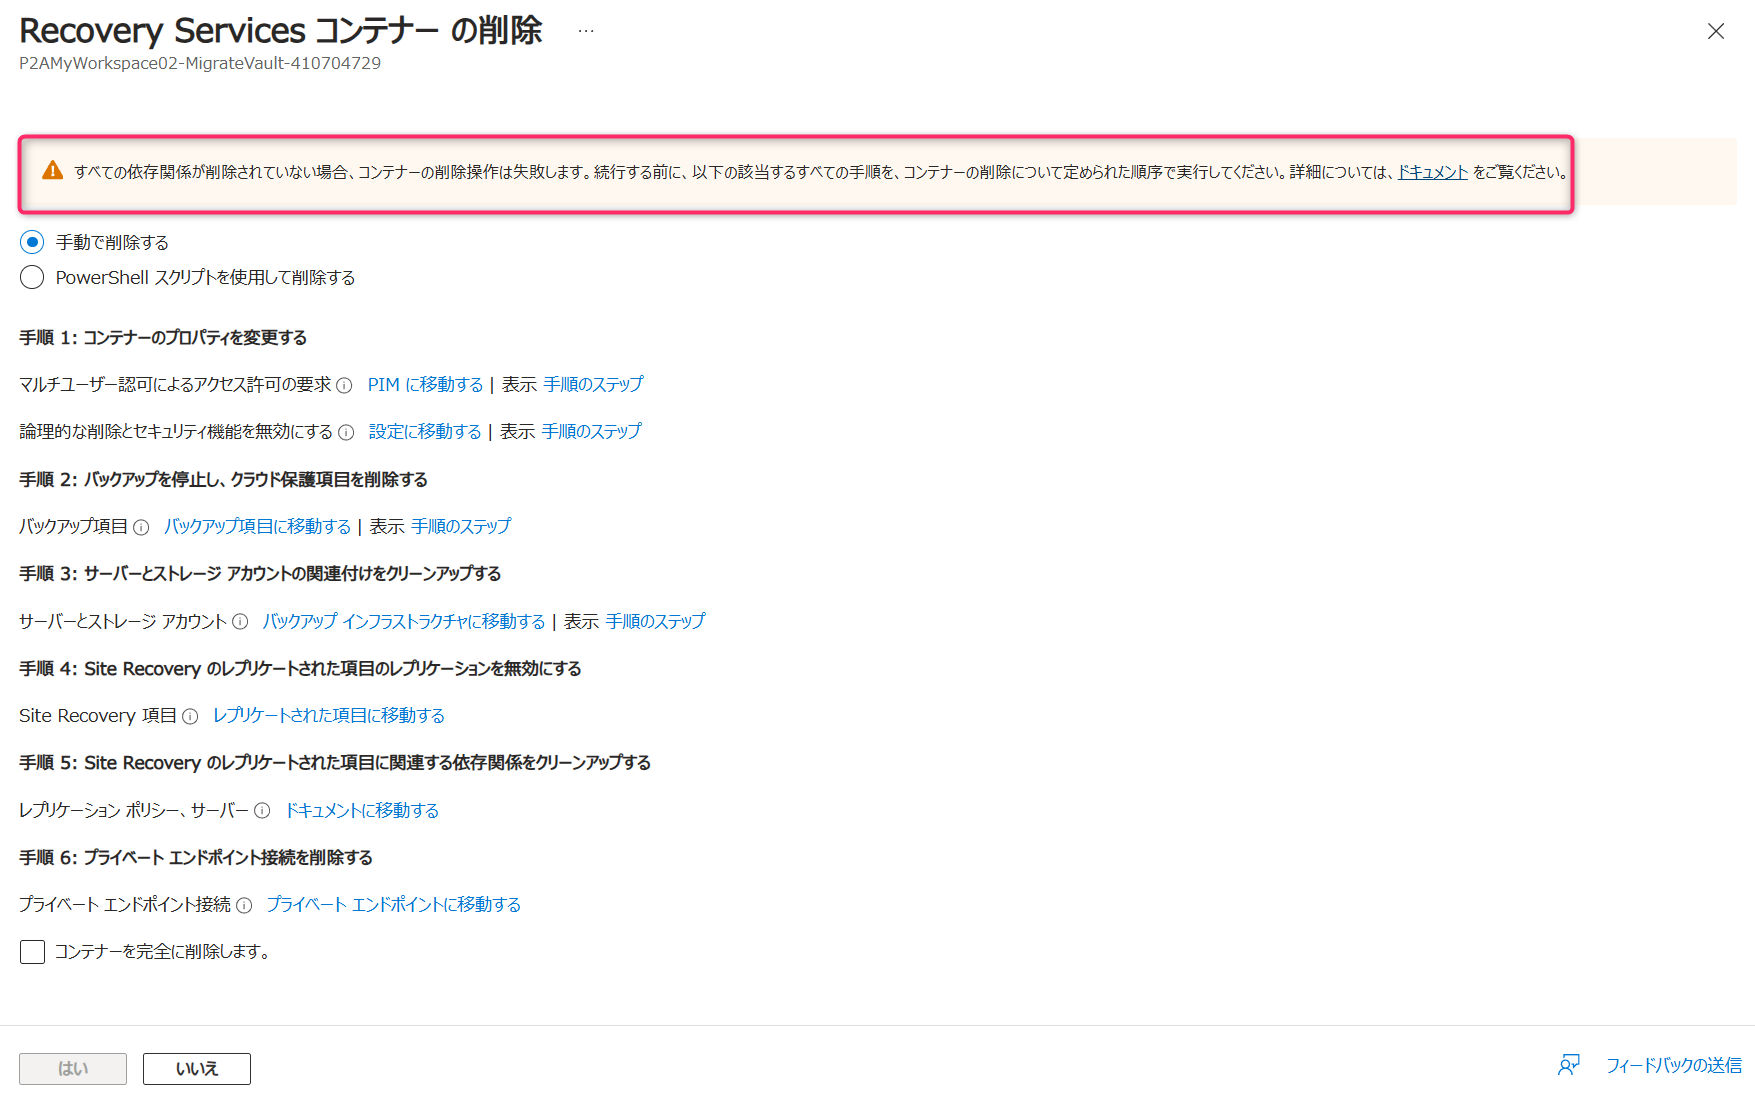 Recovery Services コンテナー の削除 …
P2AMyWorkspace02-MigrateVault-410704729
すべての依存関係が削除されていない場合、コンテナーの削除操作は失敗します。続行する前に、以下の該当するすべての手順を、コンテナーの削除について定められた順序で実行してください。詳細については、ドキュメント をご覧ください。
手動で削除する
PowerShell スクリプトを使用して削除する
手順 1: コンテナーのプロパティを変更する
マルチユーザー認可によるアクセス許可の要求 PIM に移動する | 表示 手順のステップ
論理的な削除とセキュリティ機能を無効にする 設定に移動する | 表示 手順のステップ
手順 2: バックアップを停止し、クラウド保護項目を削除する
バックアップ項目 バックアップ項目に移動する | 表示 手順のステップ
手順 3: サーバーとストレージ アカウントの関連付けをクリーンアップする
サーバーとストレージ アカウント バックアップ インフラストラクチャに移動する | 表示 手順のステップ
手順 4: Site Recovery のレプリケートされた項目のレプリケーションを無効にする
Site Recovery 項目 レプリケートされた項目に移動する
手順 5: Site Recovery のレプリケートされた項目に関連する依存関係をクリーンアップする
レプリケーション ポリシー、サーバー ドキュメントに移動する
手順 6: プライベート エンドポイント接続を削除する
プライベート エンドポイント接続 プライベート エンドポイントに移動する
コンテナーを完全に削除します。
はい いいえ フィードバックの送信